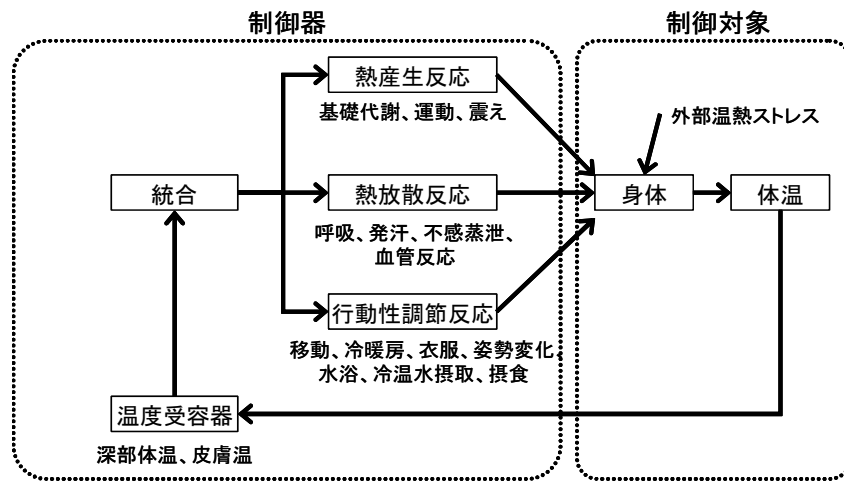 制御器
制御対象
熱産生反応
基礎代謝、運動、震え
外部温熱ストレス
統合
熱放散反応
身体
体温
呼吸、発汗、不感蒸泄、
血管反応
行動性調節反応
移動、冷暖房、衣服、姿勢変化、
水浴、冷温水摂取、摂食
温度受容器
深部体温、皮膚温